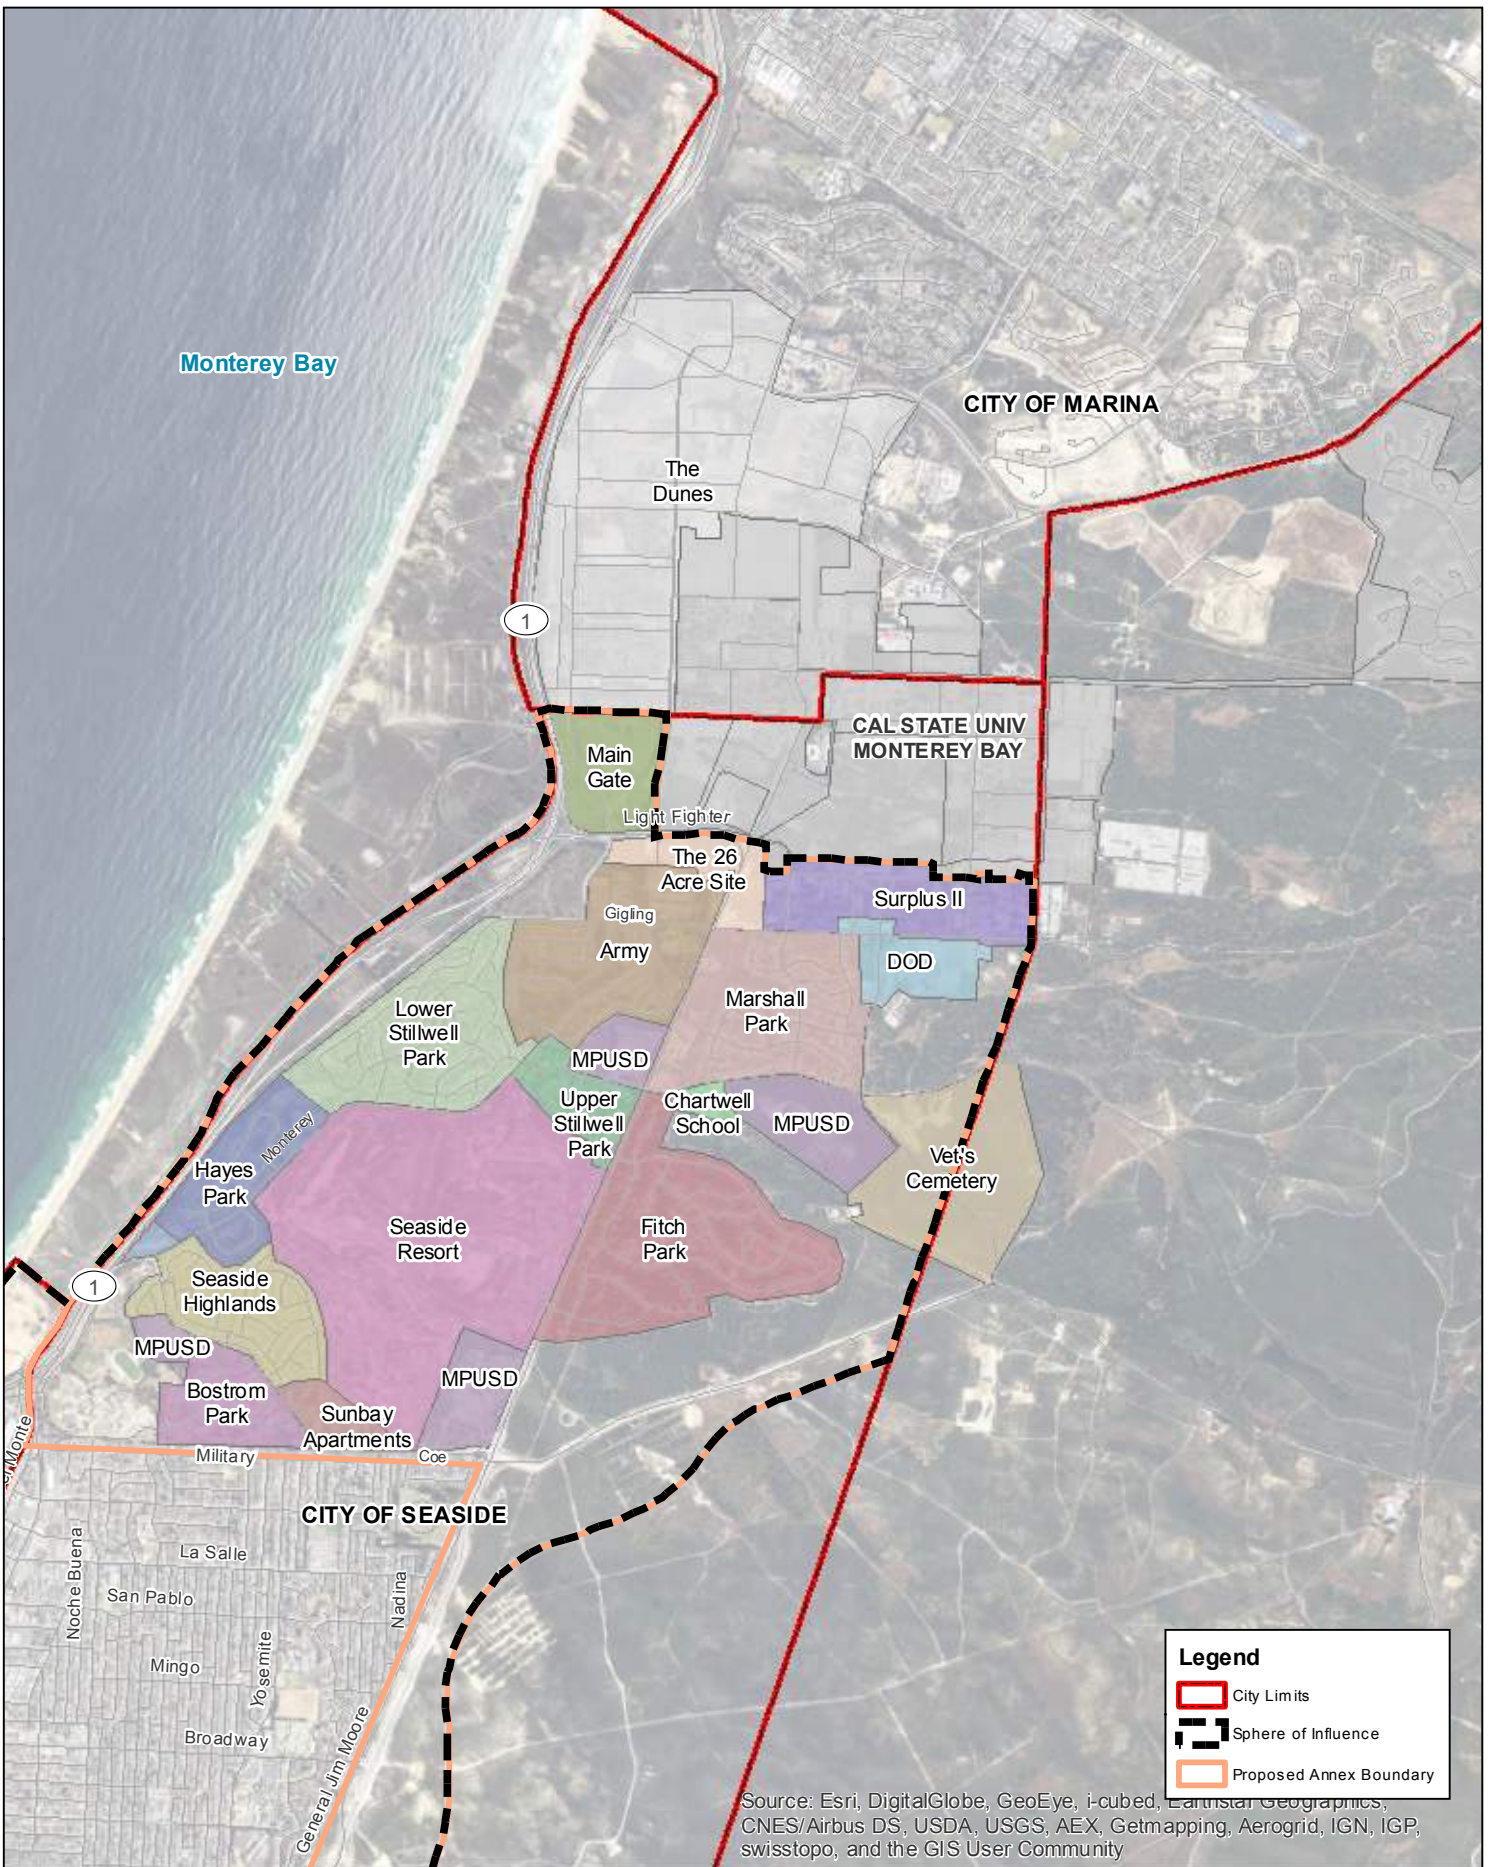 Monterey Bay
CITY OF MARINA
The
Dunes
1
CAL STATE UNIV
MONTEREY BAY
Main
Gate
Light Fighter
The 26
Acre Site
Surplus II
Gigling
Army
DOD
Lower
Stillwell
Park
Marshall
Park
MPUSD
Upper
Stillwell
Park
Chartwell
School
MPUSD
Monterey
Hayes
Park
Vet's
Cemetery
Seaside
Resort
Fitch
Park
1
Seaside
Highlands
MPUSD
MPUSD
Bostrom
Park
Sunbay
Apartments
Monte
Military
Coe
CITY OF SEASIDE
Noche Buena
La Salle
San Pablo
Nadina
Mingo
Yosemite
Broadway
General Jim Moore
Legend
City Limits
Sphere of Influence
Proposed Annex Boundary
Source: Esri, DigitalGlobe, GeoEye, i-cubed, Earthstar Geographics,
CNES/Airbus DS, USDA, USGS, AEX, Getmapping, Aerogrid, IGN, IGP,
swisstopo, and the GIS User Community